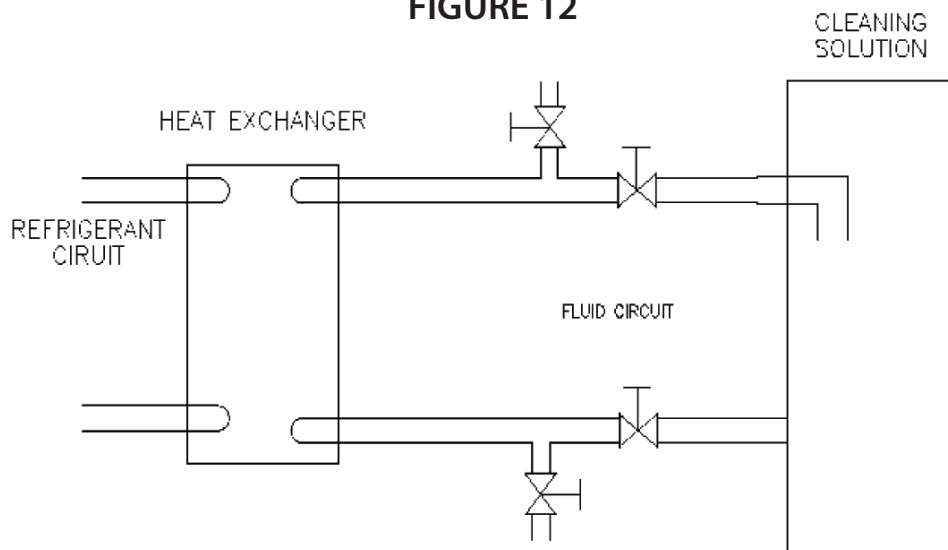 FIGURE 12
CLEANING
SOLUTION
HEAT EXCHANGER
REFRIGERANT
CIRUIT
FLUID CIRCUIT